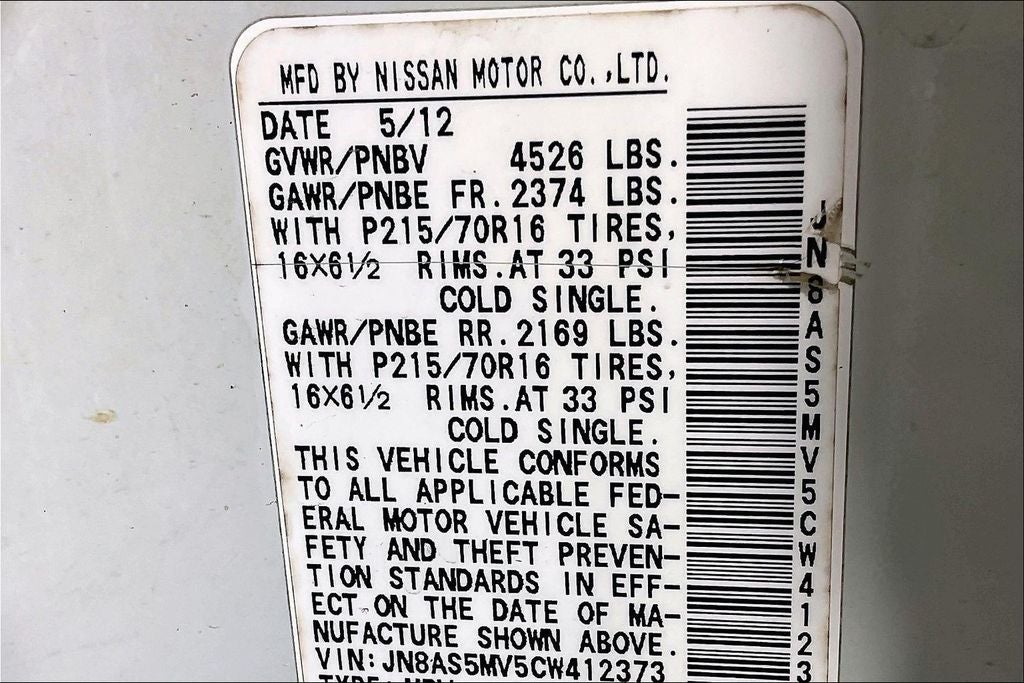 MFD BY NISSAN MOTOR CO.,LTD.
DATE 5/12
GVWR/PNBV 4526 LBS.
GAWR/PNBE FR. 2374 LBS.
WITH P215/70R16 TIRES,
16X6 1/2 RIMS. AT 33 PSI
COLD SINGLE.
GAWR/PNBE RR. 2169 LBS.
WITH P215/70R16 TIRES,
16X6 1/2 RIMS. AT 33 PSI
COLD SINGLE.
THIS VEHICLE CONFORMS
TO ALL APPLICABLE FED-
ERAL MOTOR VEHICLE SA-
FETY AND THEFT PREVEN-
TION STANDARDS IN EFF-
ECT ON THE DATE OF MA-
NUFACTURE SHOWN ABOVE.
VIN: JN8AS5MV5CW412373
JN8AS5MV5CW4123